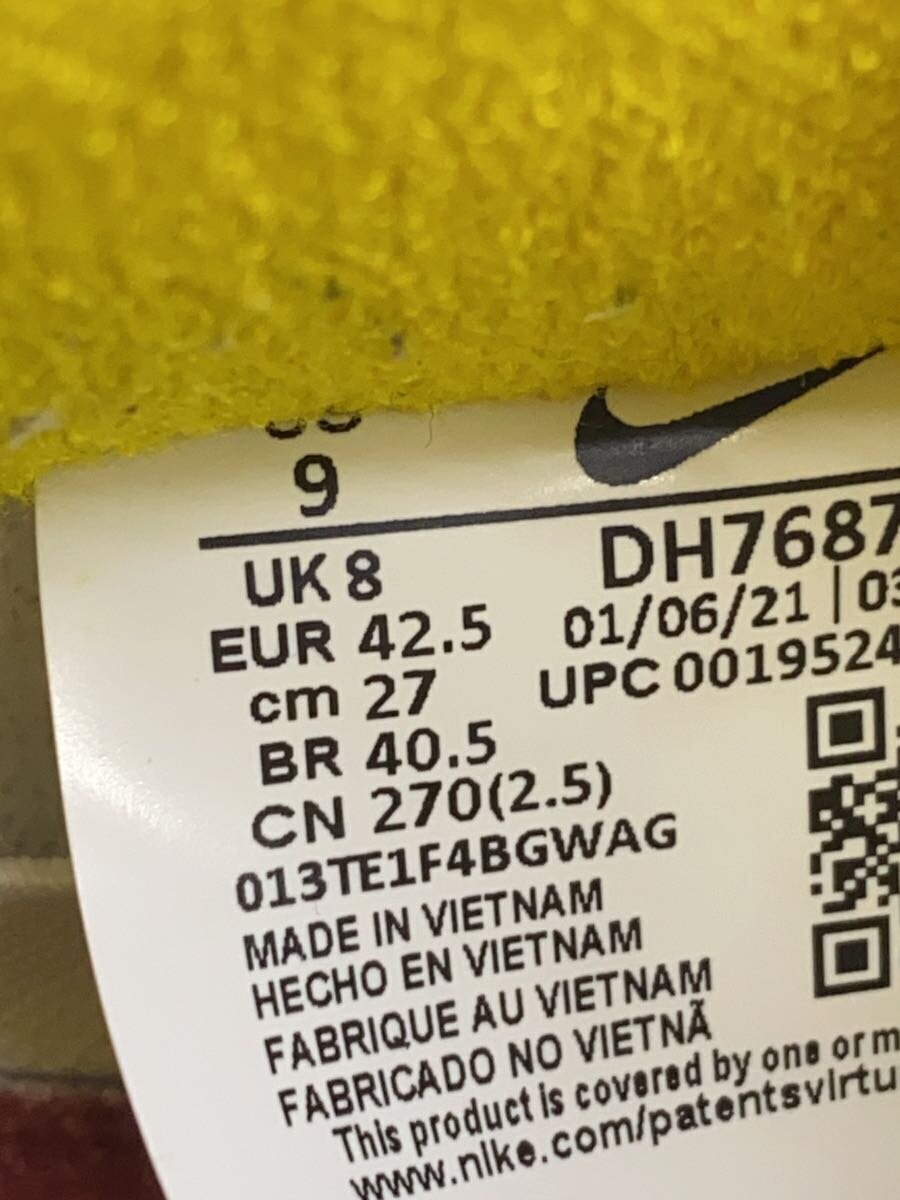 9
UK 8
EUR 42.5
cm 27
BR 40.5
CN 270(2.5)
013TE1F4BGWAG
DH7687
01/06/21 | 03
UPC 0019524
MADE IN VIETNAM
HECHO EN VIETNAM
FABRIQUE AU VIETNAM
FABRICADO NO VIETNÃ
This product is covered by one or m
www.nike.com/patentsvirtu